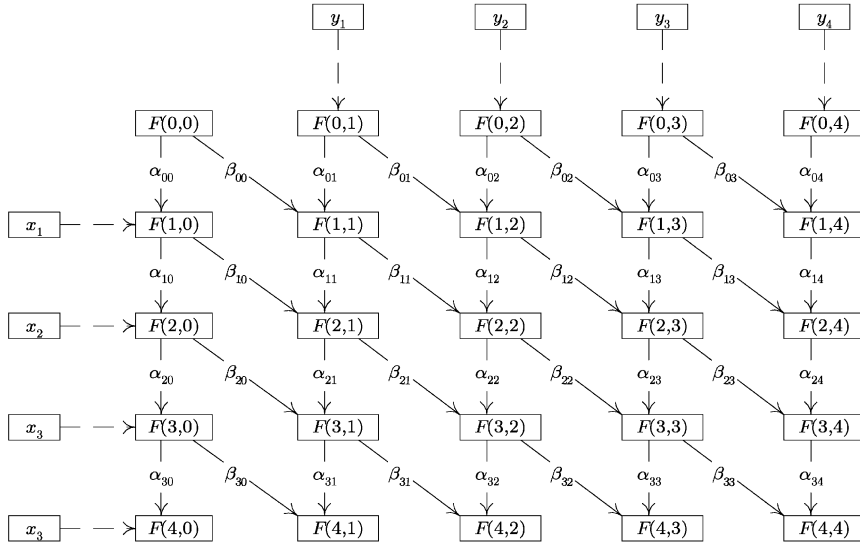 y₁ y₂ y₃ y₄
F(0,0) F(0,1) F(0,2) F(0,3) F(0,4)
α₀₀ β₀₀ α₀₁ β₀₁ α₀₂ β₀₂ α₀₃ β₀₃ α₀₄
x₁ F(1,0) F(1,1) F(1,2) F(1,3) F(1,4)
α₁₀ β₁₀ α₁₁ β₁₁ α₁₂ β₁₂ α₁₃ β₁₃ α₁₄
x₂ F(2,0) F(2,1) F(2,2) F(2,3) F(2,4)
α₂₀ β₂₀ α₂₁ β₂₁ α₂₂ β₂₂ α₂₃ β₂₃ α₂₄
x₃ F(3,0) F(3,1) F(3,2) F(3,3) F(3,4)
α₃₀ β₃₀ α₃₁ β₃₁ α₃₂ β₃₂ α₃₃ β₃₃ α₃₄
x₃ F(4,0) F(4,1) F(4,2) F(4,3) F(4,4)